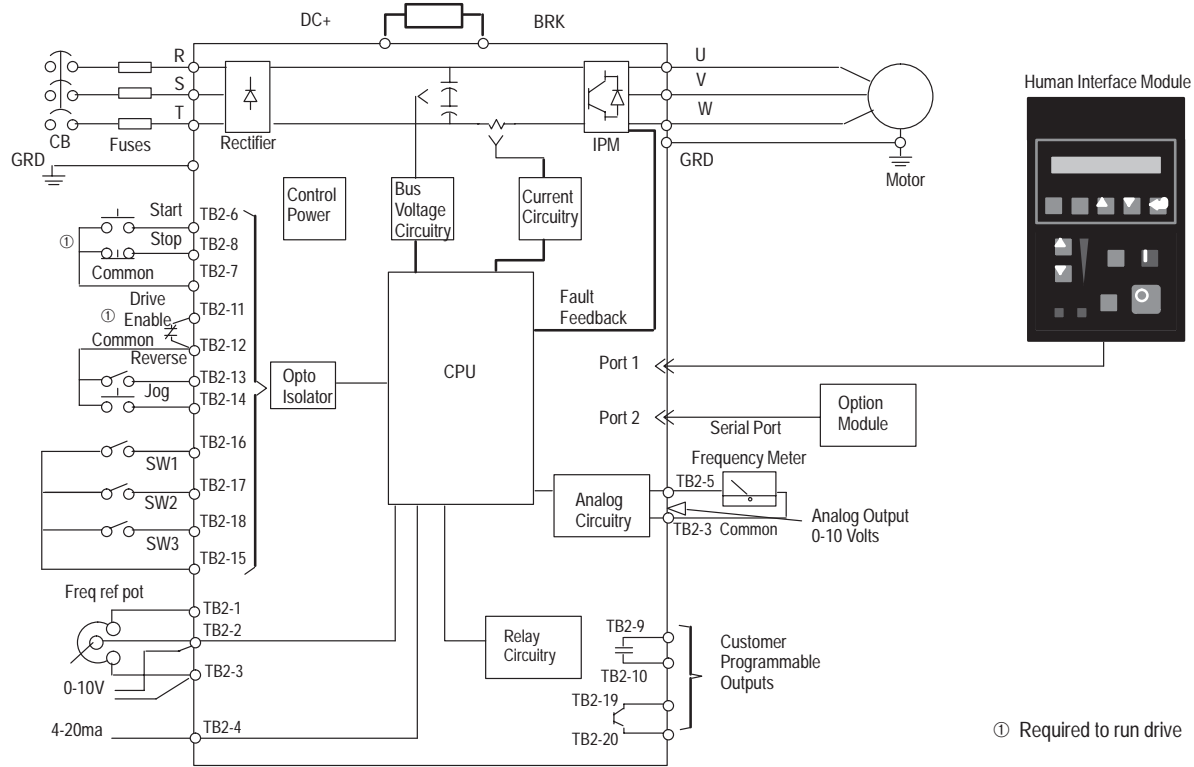 DC+
BRK
R
S
T
CB
Fuses
Rectifier
IPM
U
V
W
GRD
GRD
Motor
Human Interface Module
Control
Power
Bus
Voltage
Circuitry
Current
Circuitry
Start
TB2-6
①
Stop
TB2-8
Common
TB2-7
Drive
① Enable
TB2-11
Common
TB2-12
Reverse
TB2-13
Jog
TB2-14
Opto
Isolator
CPU
Fault
Feedback
Port 1
Port 2
Serial Port
Option
Module
TB2-16
SW1
TB2-17
SW2
TB2-18
SW3
TB2-15
Frequency Meter
TB2-5
Analog
Circuitry
TB2-3 Common
Analog Output
0-10 Volts
Freq ref pot
TB2-1
TB2-2
TB2-3
0-10V
4-20ma
TB2-4
Relay
Circuitry
TB2-9
TB2-10
TB2-19
TB2-20
Customer
Programmable
Outputs
① Required to run drive